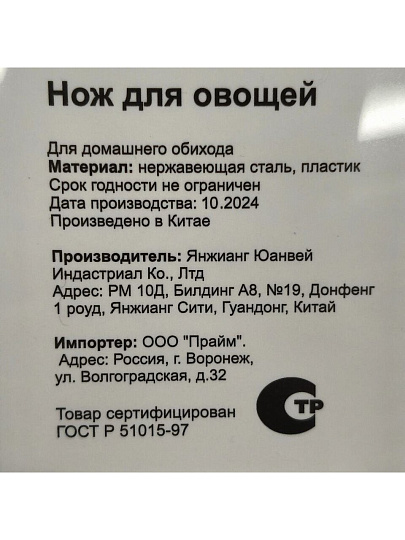 Нож для овощей
Для домашнего обихода
Материал: нержавеющая сталь, пластик
Срок годности не ограничен
Дата производства: 10.2024
Произведено в Китае
Производитель: Янжианг Юанвей
Индастриал Ко., Лтд
Адрес: РМ 10Д, Билдинг А8, №19, Донфенг
1 роуд, Янжианг Сити, Гуандонг, Китай
Импортер: ООО "Прайм".
Адрес: Россия, г. Воронеж,
ул. Волгоградская, д.32
Товар сертифицирован
ГОСТ Р 51015-97
СТР